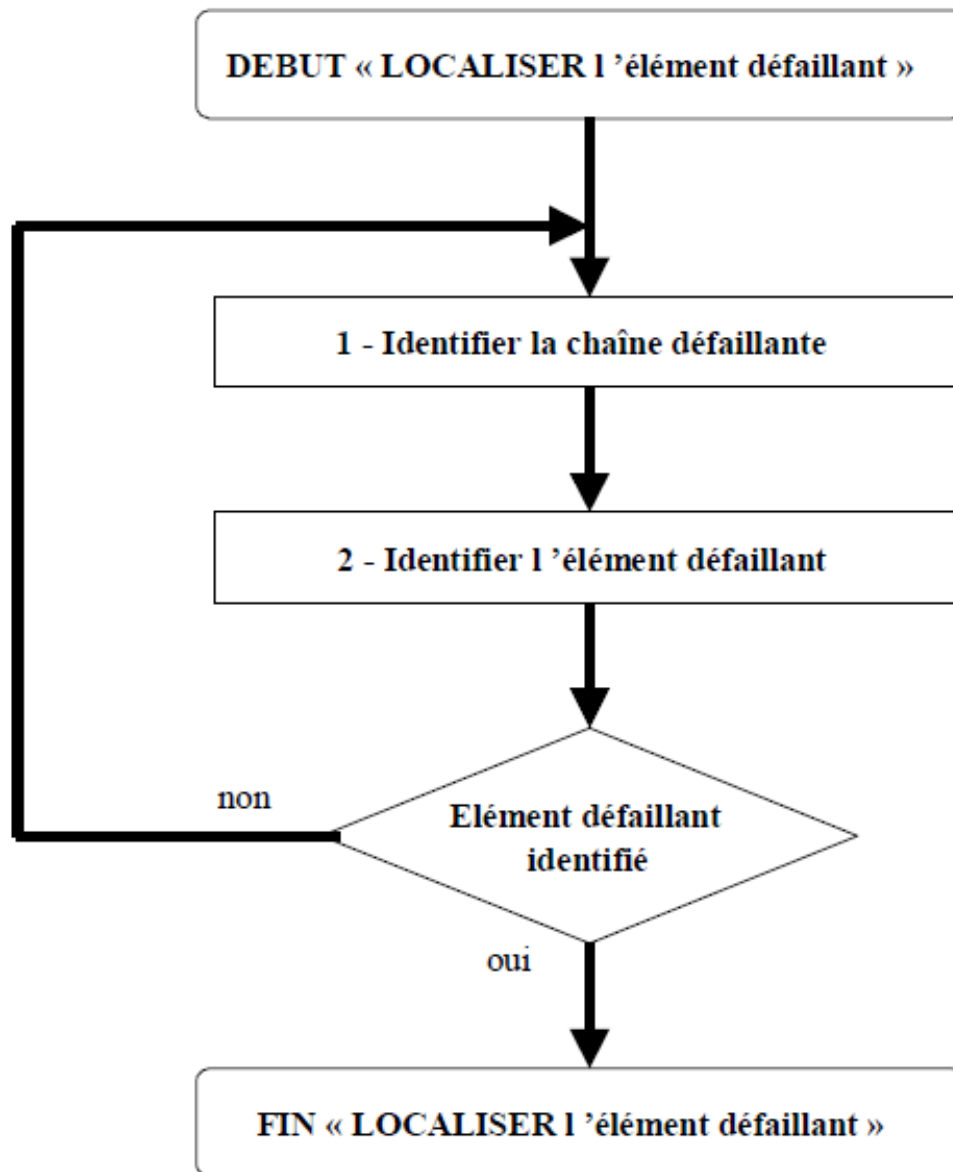 DEBUT « LOCALISER l ’élément défaillant »
1 - Identifier la chaîne défaillante
2 - Identifier l ’élément défaillant
non
Elément défaillant
identifié
oui
FIN « LOCALISER l ’élément défaillant »